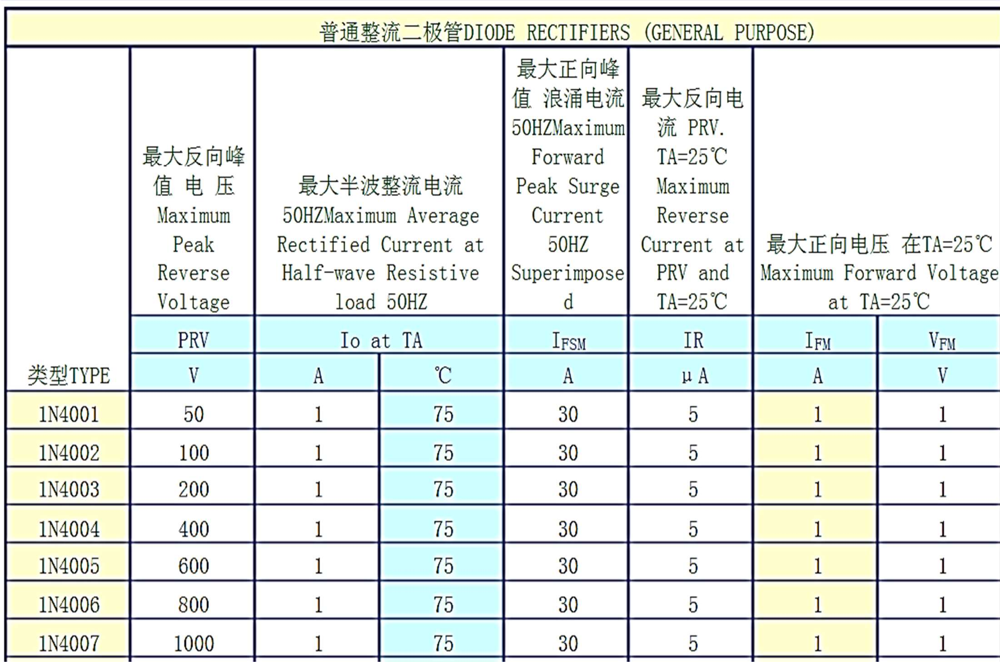 普通整流二极管DIODE RECTIFIERS (GENERAL PURPOSE)
类型TYPE
最大反向峰
值 电 压
Maximum
Peak
Reverse
Voltage
最大半波整流电流
50HZMaximum Average
Rectified Current at
Half-wave Resistive
load 50HZ
最大正向峰
值 浪涌电流
50HZMaximum
Forward
Peak Surge
Current
50HZ
Superimpose
d
最大反向电
流 PRV.
TA=25℃
Maximum
Reverse
Current at
PRV and
TA=25℃
最大正向电压 在TA=25℃
Maximum Forward Voltage
at TA=25℃
PRV Io at TA IFSM IR IFM VFM
V A ℃ A μA A V
1N4001 50 1 75 30 5 1 1
1N4002 100 1 75 30 5 1 1
1N4003 200 1 75 30 5 1 1
1N4004 400 1 75 30 5 1 1
1N4005 600 1 75 30 5 1 1
1N4006 800 1 75 30 5 1 1
1N4007 1000 1 75 30 5 1 1